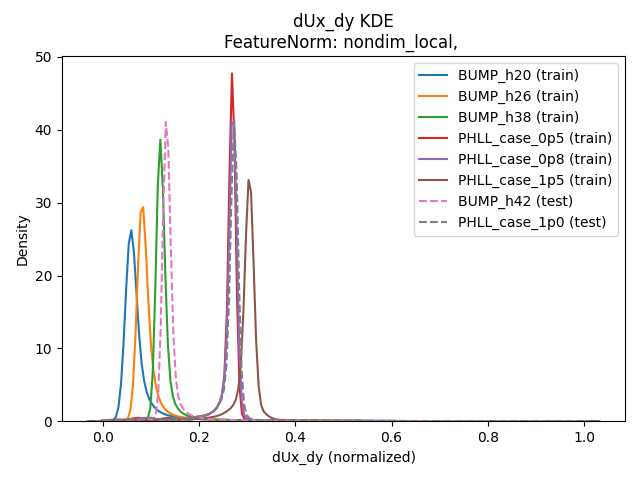 dUx_dy KDE
FeatureNorm: nondim_local,
50
40
30
20
10
0
Density
BUMP_h20 (train)
BUMP_h26 (train)
BUMP_h38 (train)
PHLL_case_0p5 (train)
PHLL_case_0p8 (train)
PHLL_case_1p5 (train)
BUMP_h42 (test)
PHLL_case_1p0 (test)
0.0 0.2 0.4 0.6 0.8 1.0
dUx_dy (normalized)